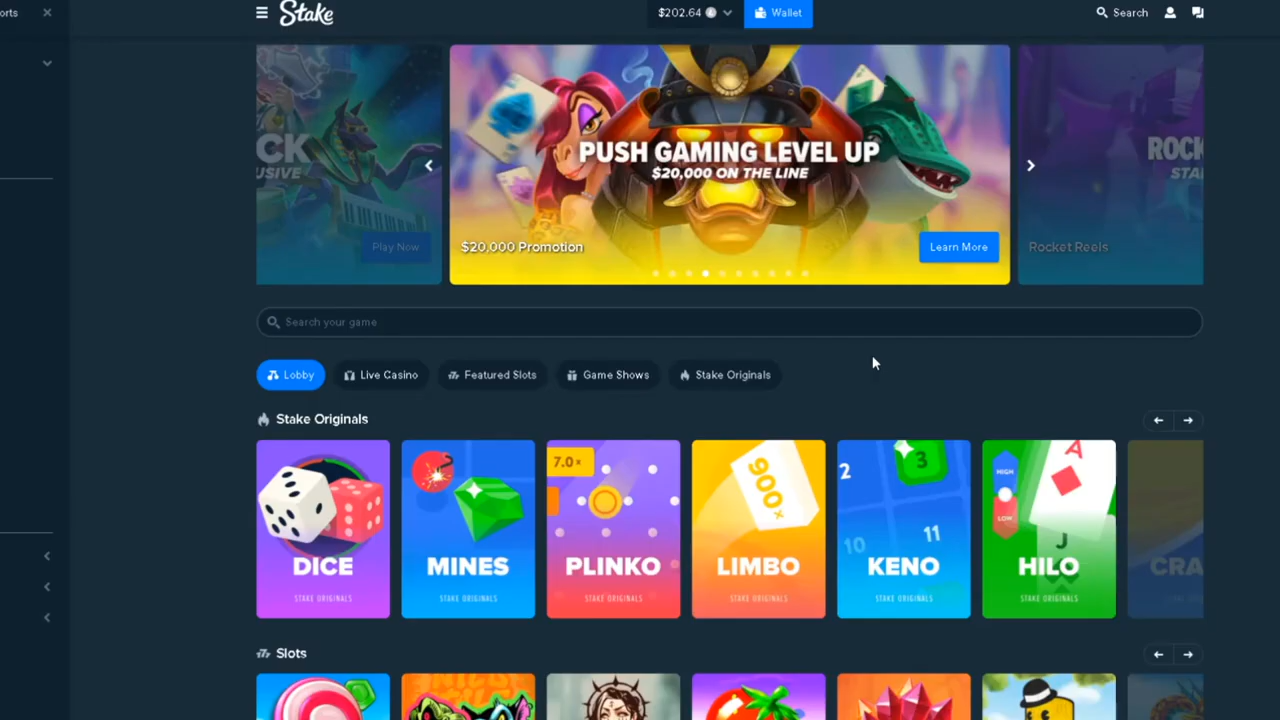 orts
Stake
$202.64
Wallet
Search
CK
USIVE
Play Now
PUSH GAMING LEVEL UP
$20,000 ON THE LINE
$20,000 Promotion
Learn More
ROCK
STA
Rocket Reels
Search your game
Lobby
Live Casino
Featured Slots
Game Shows
Stake Originals
Stake Originals
DICE
STAKE ORIGINALS
MINES
STAKE ORIGINALS
7.0×
PLINKO
STAKE ORIGINALS
900×
LIMBO
STAKE ORIGINALS
2
3
10
11
KENO
STAKE ORIGINALS
HIGH
LOW
A
J
HILO
STAKE ORIGINALS
CRA
Slots